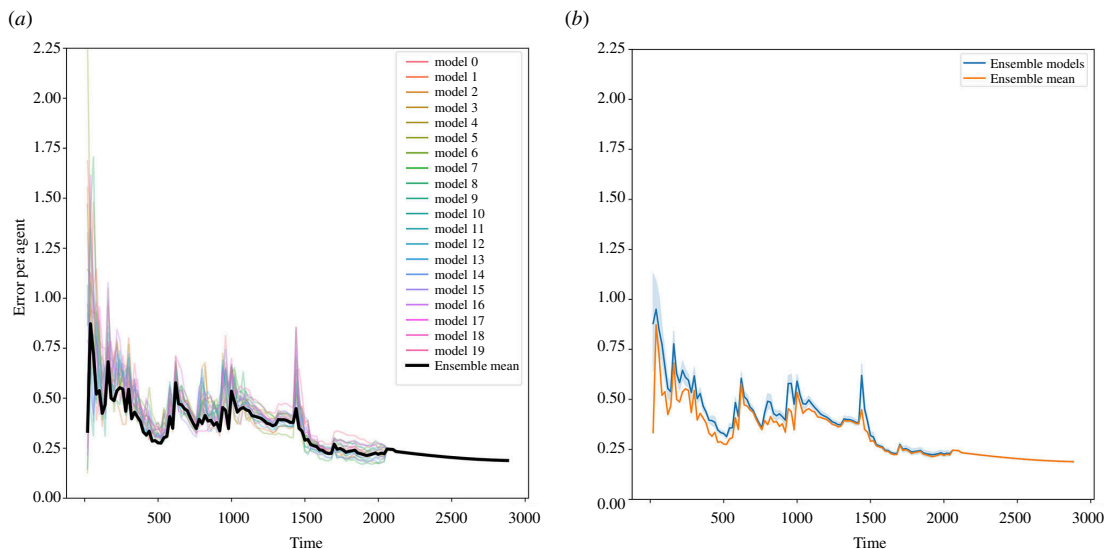 (a)
2.25
2.00
1.75
1.50
1.25
1.00
0.75
0.50
0.25
0.00
Error per agent
500
1000
1500
2000
2500
3000
Time
model 0
model 1
model 2
model 3
model 4
model 5
model 6
model 7
model 8
model 9
model 10
model 11
model 12
model 13
model 14
model 15
model 16
model 17
model 18
model 19
Ensemble mean
(b)
2.25
2.00
1.75
1.50
1.25
1.00
0.75
0.50
0.25
0.00
500
1000
1500
2000
2500
3000
Time
Ensemble models
Ensemble mean